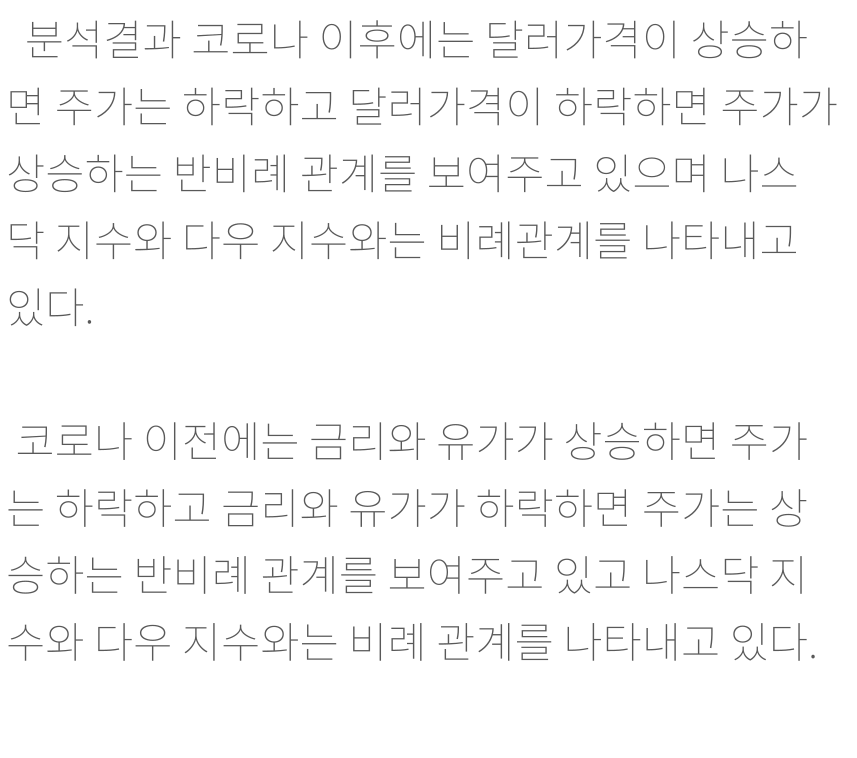 분석결과 코로나 이후에는 달러가격이 상승하
면 주가는 하락하고 달러가격이 하락하면 주가가
상승하는 반비례 관계를 보여주고 있으며 나스
닥 지수와 다우 지수와는 비례관계를 나타내고
있다.
코로나 이전에는 금리와 유가가 상승하면 주가
는 하락하고 금리와 유가가 하락하면 주가는 상
승하는 반비례 관계를 보여주고 있고 나스닥 지
수와 다우 지수와는 비례 관계를 나타내고 있다.